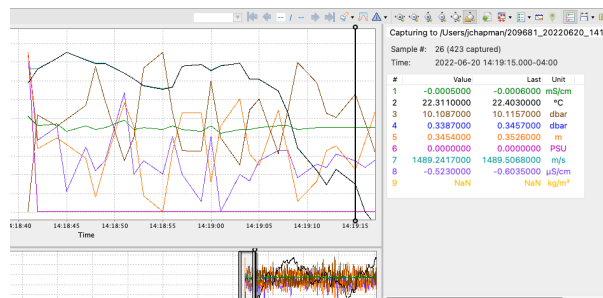 -- / --
Capturing to /Users/jchapman/209681_20220620_141
Sample #: 26 (423 captured)
Time: 2022-06-20 14:19:15.000-04:00
# Value Last Unit
1 -0.0005000 -0.0006000 mS/cm
2 22.3110000 22.4030000 °C
3 10.1087000 10.1157000 dbar
4 0.3387000 0.3457000 dbar
5 0.3454000 0.3526000 m
6 0.0000000 0.0000000 PSU
7 1489.2417000 1489.5068000 m/s
8 -0.5230000 -0.6035000 µS/cm
9 NaN NaN kg/m³
14:18:40 14:18:45 14:18:50 14:18:55 14:19:00 14:19:05 14:19:10 14:19:15
Time